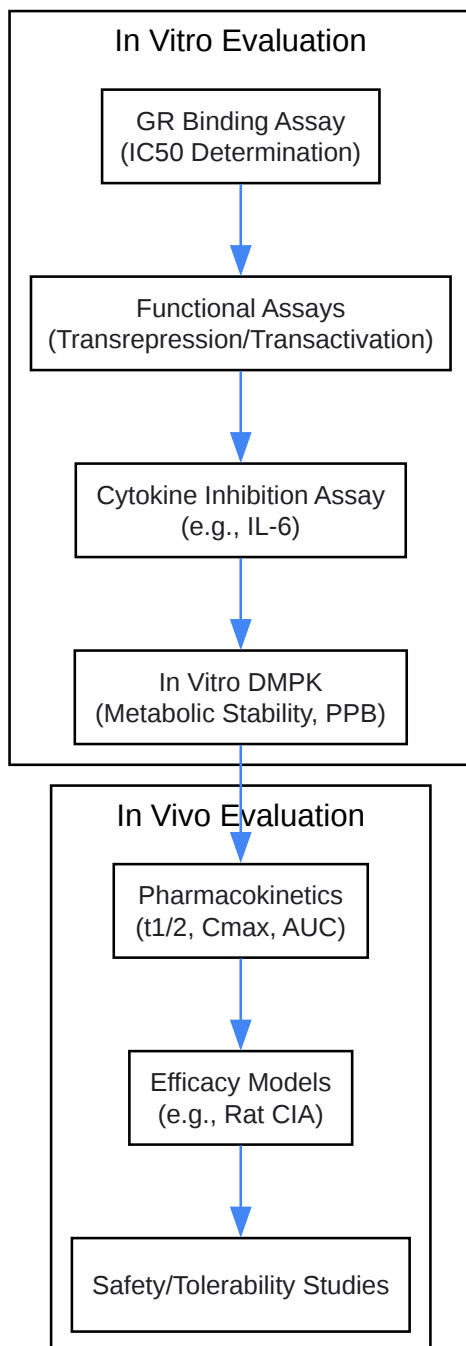 In Vitro Evaluation
GR Binding Assay
(IC50 Determination)
Functional Assays
(Transrepression/Transactivation)
Cytokine Inhibition Assay
(e.g., IL-6)
In Vitro DMPK
(Metabolic Stability, PPB)
In Vivo Evaluation
Pharmacokinetics
(t1/2, Cmax, AUC)
Efficacy Models
(e.g., Rat CIA)
Safety/Tolerability Studies